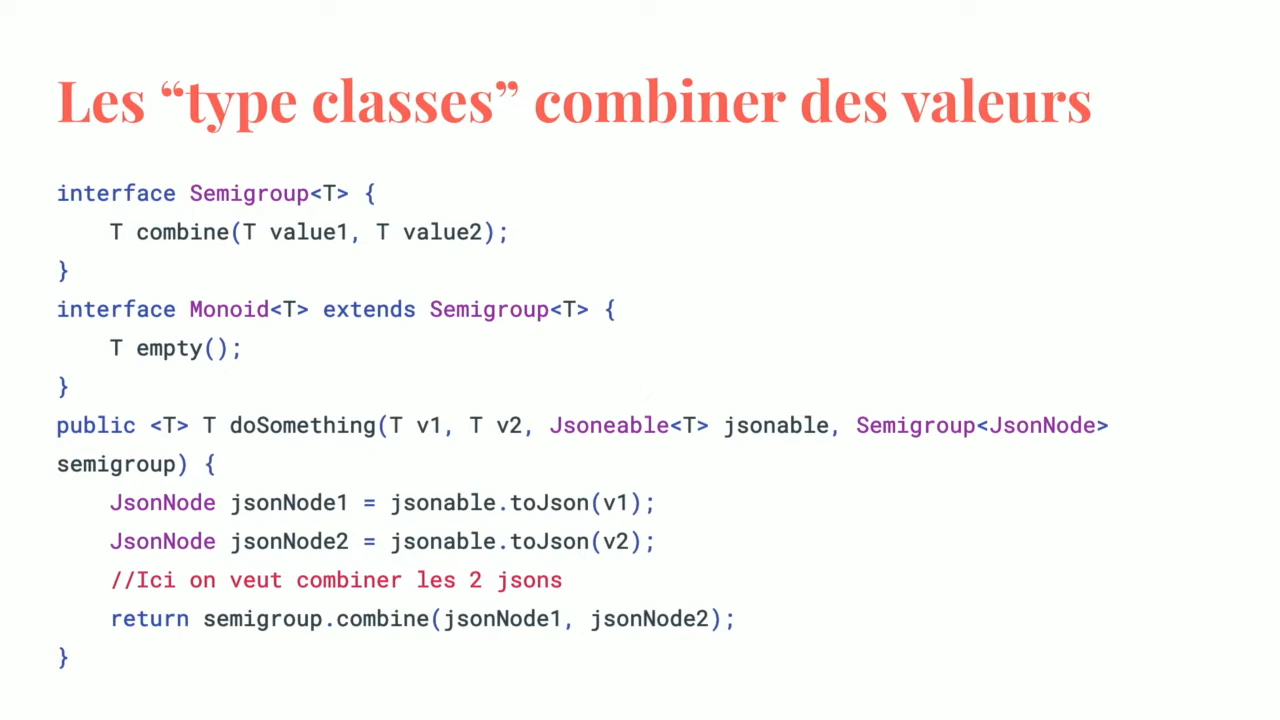 Les “type classes” combiner des valeurs
interface Semigroup<T> {
    T combine(T value1, T value2);
}
interface Monoid<T> extends Semigroup<T> {
    T empty();
}
public <T> T doSomething(T v1, T v2, Jsoneable<T> jsonable, Semigroup<JsonNode>
semigroup) {
    JsonNode jsonNode1 = jsonable.toJson(v1);
    JsonNode jsonNode2 = jsonable.toJson(v2);
    //Ici on veut combiner les 2 jsons
    return semigroup.combine(jsonNode1, jsonNode2);
}